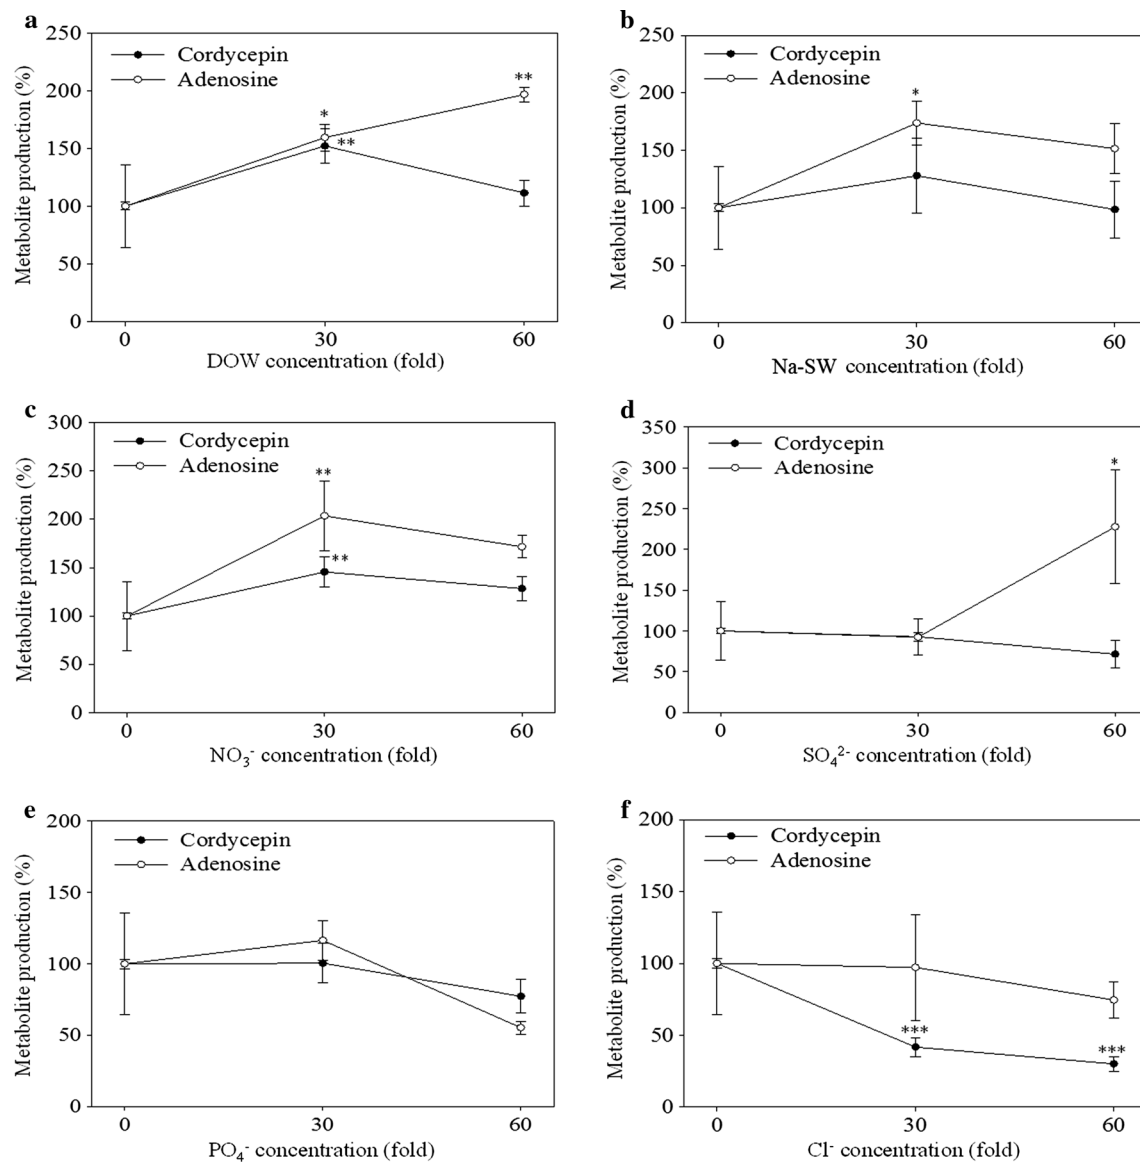 a
250
200
150
100
50
0
Metabolite production (%)
Cordycepin
Adenosine
*
**
**
0 30 60
DOW concentration (fold)
b
250
200
150
100
50
0
Metabolite production (%)
Cordycepin
Adenosine
*
0 30 60
Na-SW concentration (fold)
c
300
250
200
150
100
50
0
Metabolite production (%)
Cordycepin
Adenosine
**
**
0 30 60
NO₃⁻ concentration (fold)
d
350
300
250
200
150
100
50
0
Metabolite production (%)
Cordycepin
Adenosine
*
0 30 60
SO₄²⁻ concentration (fold)
e
200
150
100
50
0
Metabolite production (%)
Cordycepin
Adenosine
0 30 60
PO₄⁻ concentration (fold)
f
200
150
100
50
0
Metabolite production (%)
Cordycepin
Adenosine
***
***
0 30 60
Cl⁻ concentration (fold)